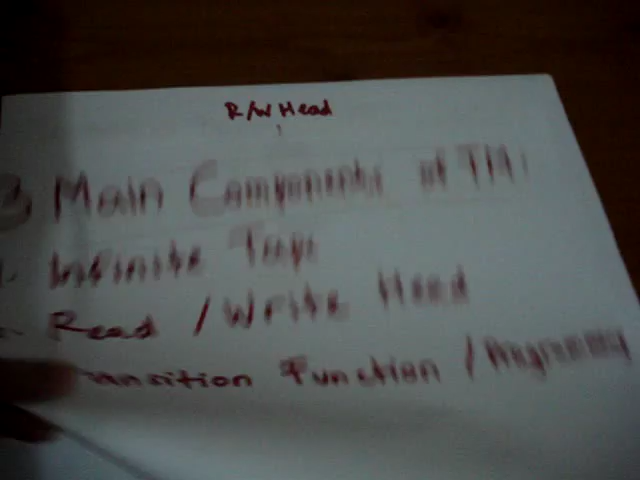 R/W Head
3 Main Components of TM:
Infinite Tape
Read / Write Head
Transition Function /